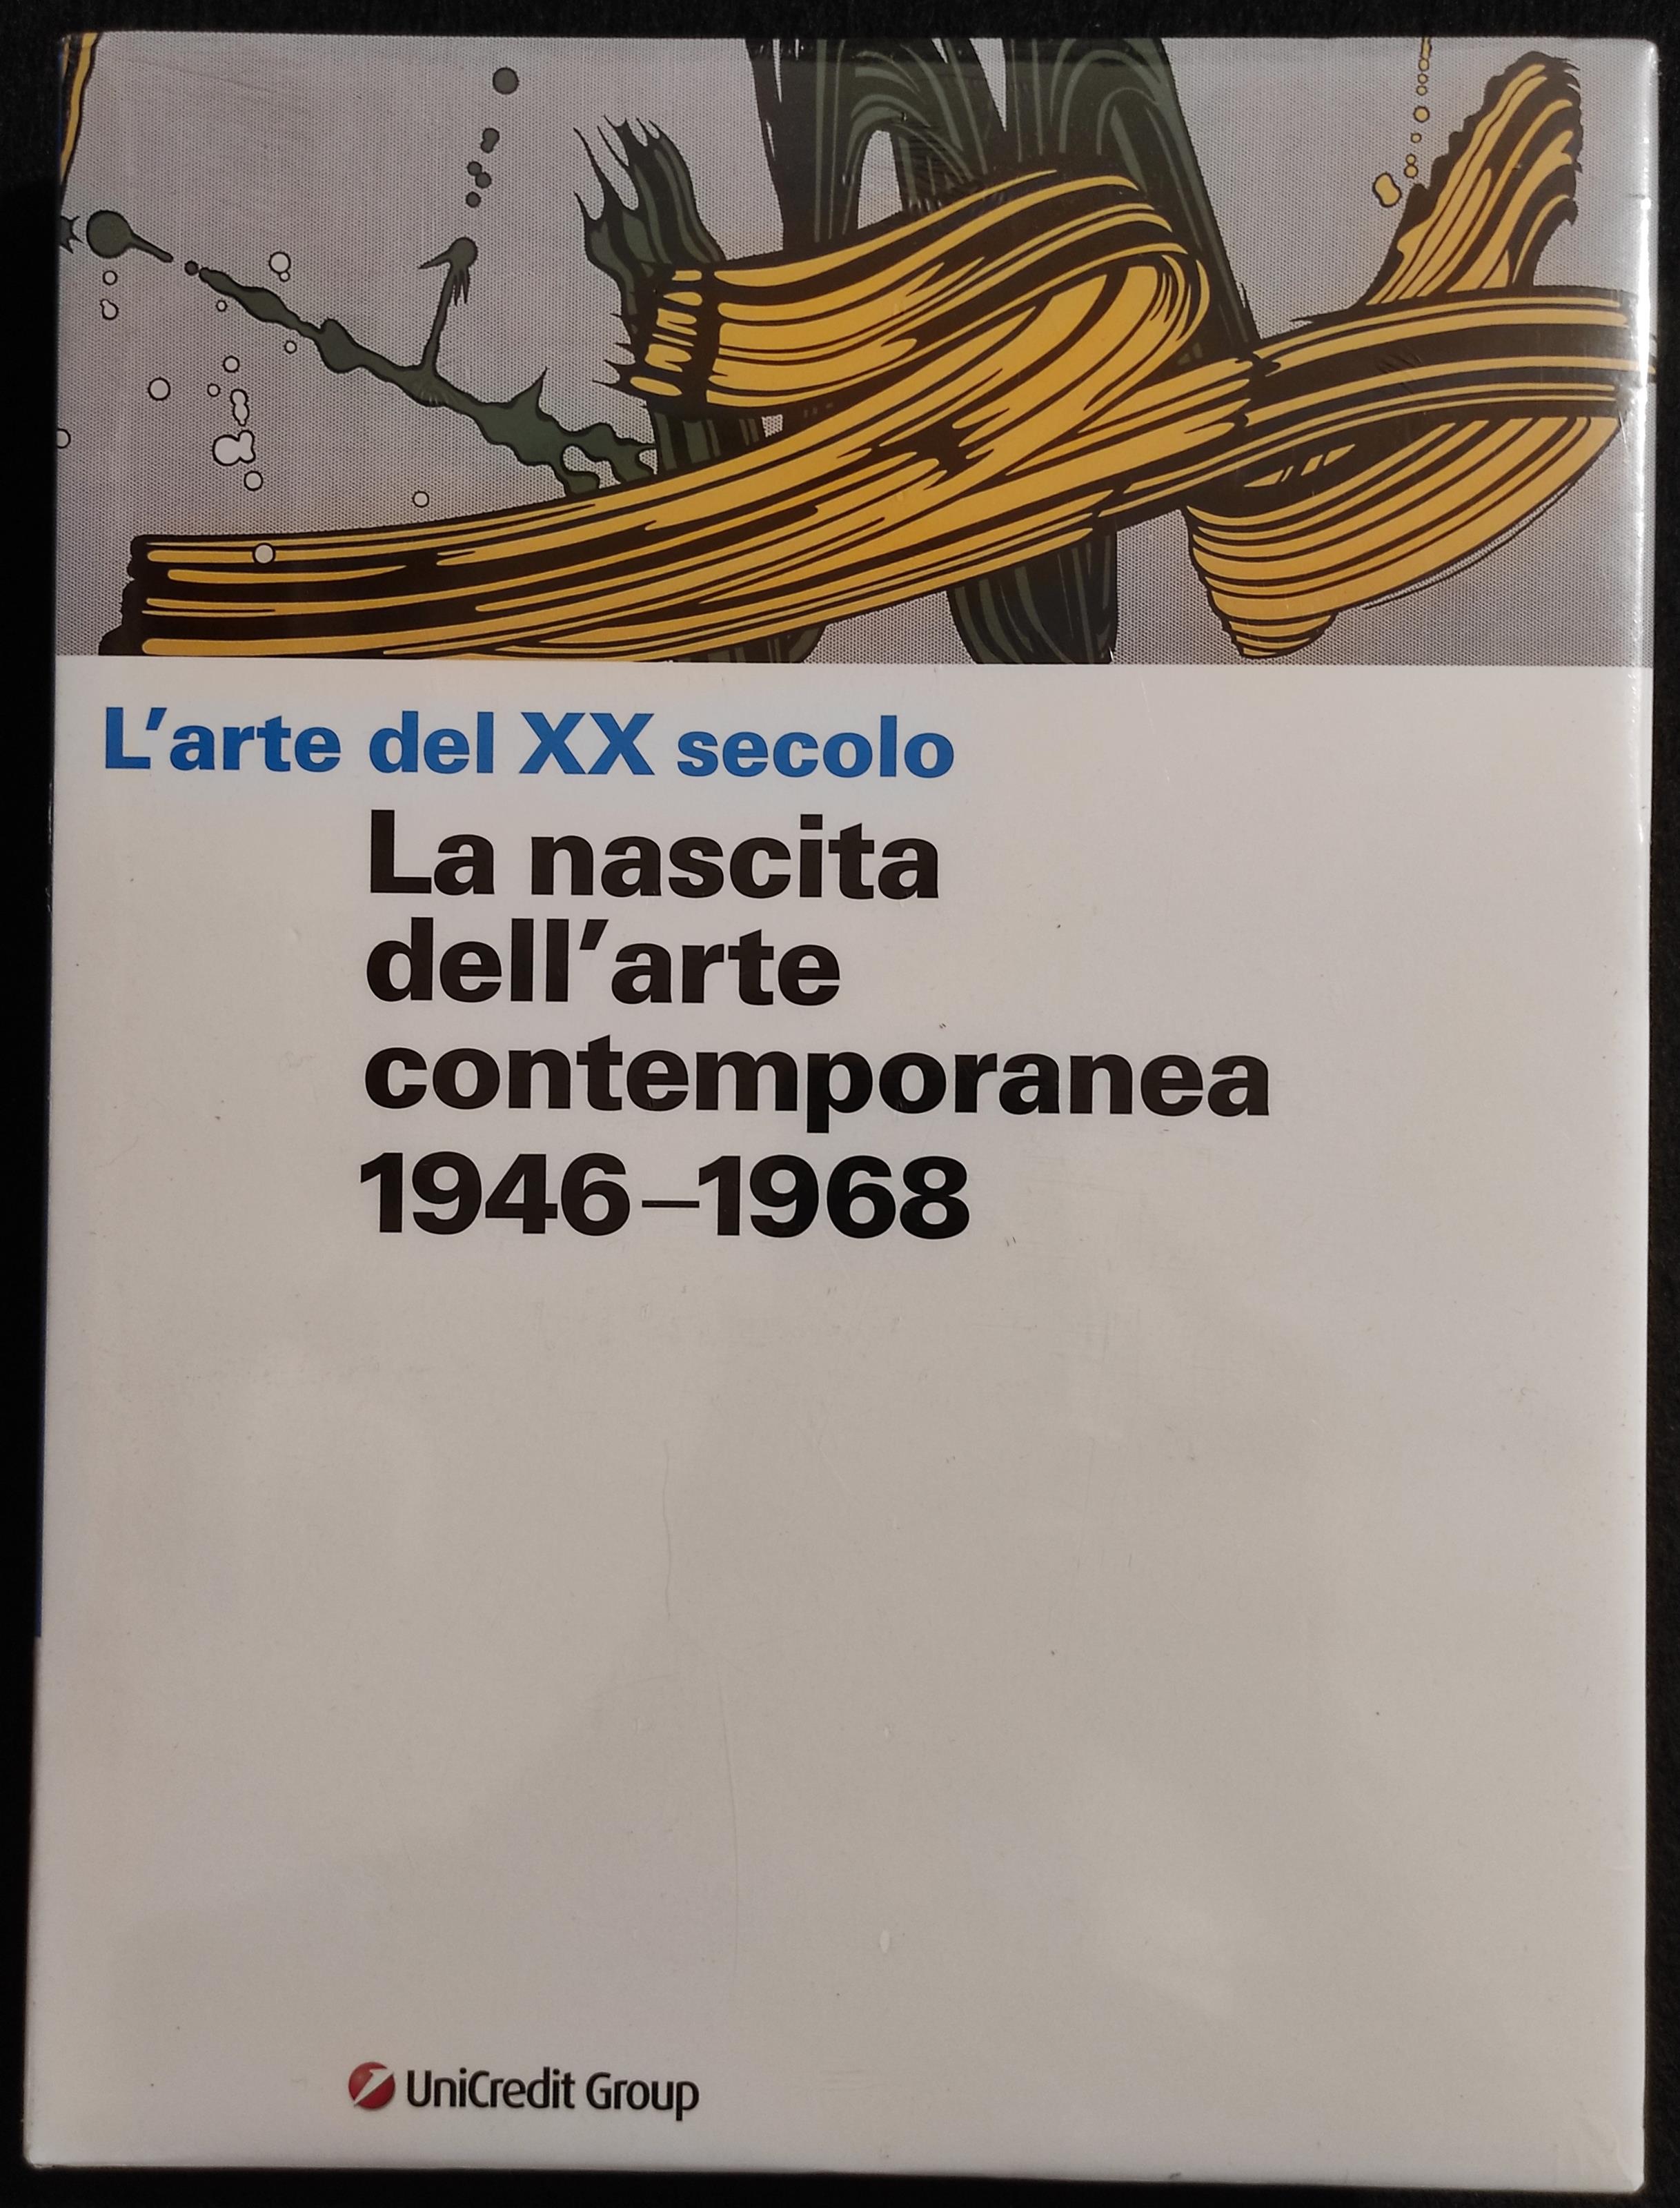 L'arte del XX secolo
La nascita
dell'arte
contemporanea
1946–1968
UniCredit Group